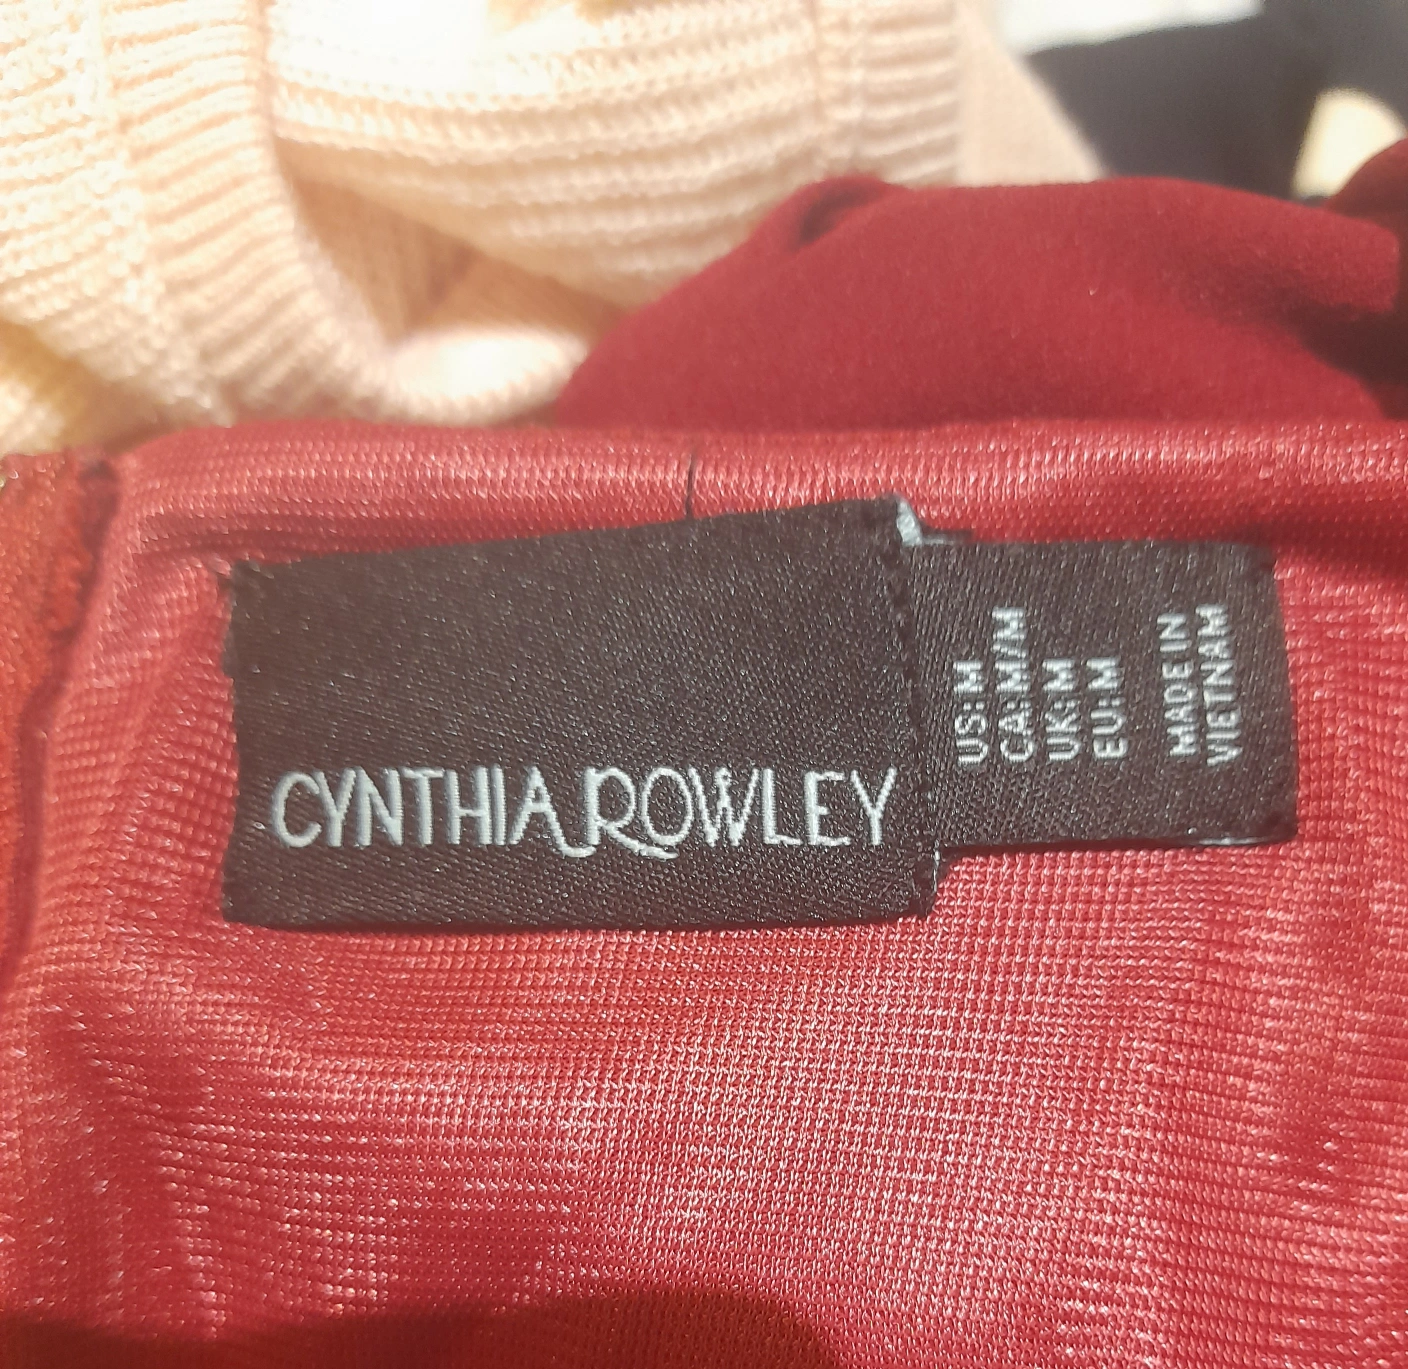 CYNTHIA ROWLEY
US: M
CA: M/M
UK: M
EU: M
MADE IN
VIETNAM